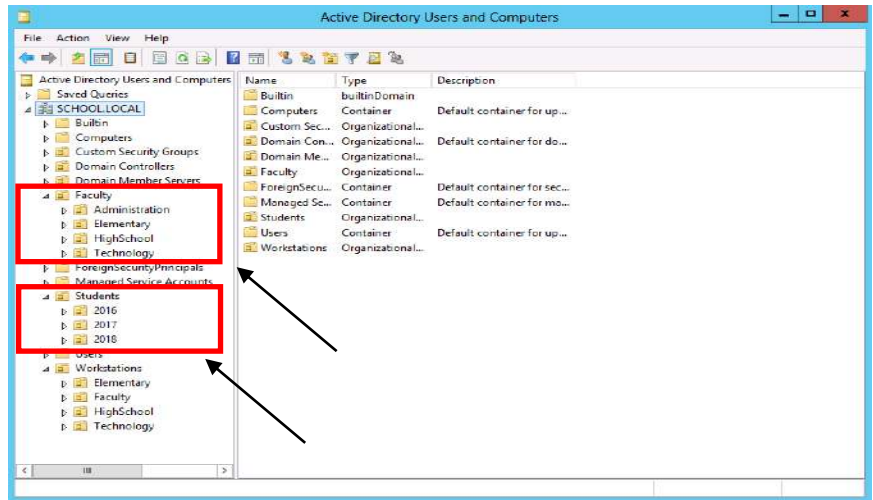 Active Directory Users and Computers
File Action View Help
Active Directory Users and Computers
Saved Queries
SCHOOL.LOCAL
Builtin
Computers
Custom Security Groups
Domain Controllers
Domain Member Servers
Faculty
Administration
Elementary
HighSchool
Technology
ForeignSecurityPrincipals
Managed Service Accounts
Students
2016
2017
2018
Users
Workstations
Elementary
Faculty
HighSchool
Technology
Name Type Description
Builtin builtinDomain
Computers Container Default container for up...
Custom Sec... Organizational...
Domain Con... Organizational... Default container for do...
Domain Me... Organizational...
Faculty Organizational...
ForeignSecu... Container Default container for sec...
Managed Se... Container Default container for ma...
Students Organizational...
Users Container Default container for up...
Workstations Organizational...